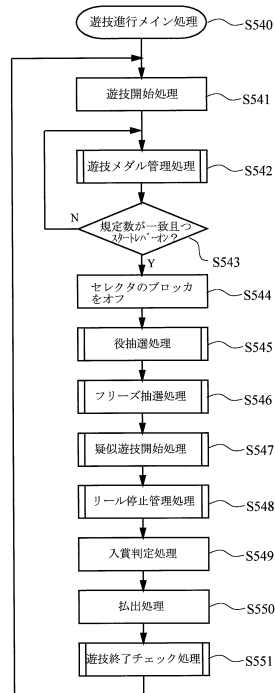 遊技進行メイン処理
S540
遊技開始処理
S541
遊技メダル管理処理
S542
N
規定数が一致且つ
スタートレバーオン？
S543
Y
セレクタのブロッカ
をオフ
S544
役抽選処理
S545
フリーズ抽選処理
S546
疑似遊技開始処理
S547
リール停止管理処理
S548
入賞判定処理
S549
払出処理
S550
遊技終了チェック処理
S551